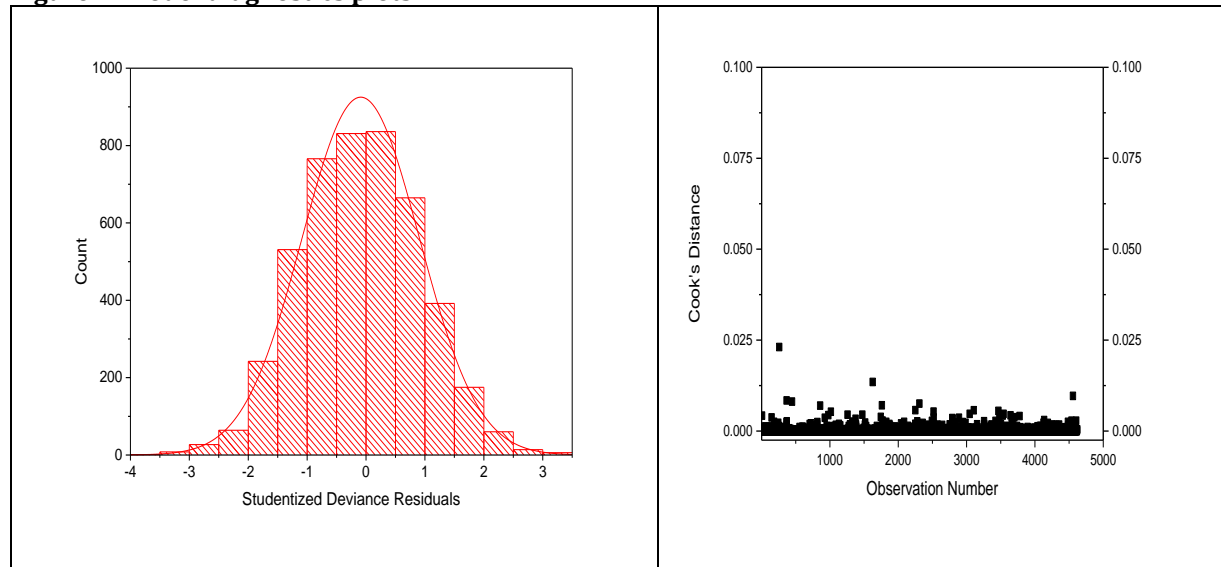 1000
800
600
400
200
0
Count
-4 -3 -2 -1 0 1 2 3
Studentized Deviance Residuals
0.100 0.100
0.075 0.075
0.050 0.050
0.025 0.025
0.000 0.000
Cook's Distance
1000 2000 3000 4000 5000
Observation Number